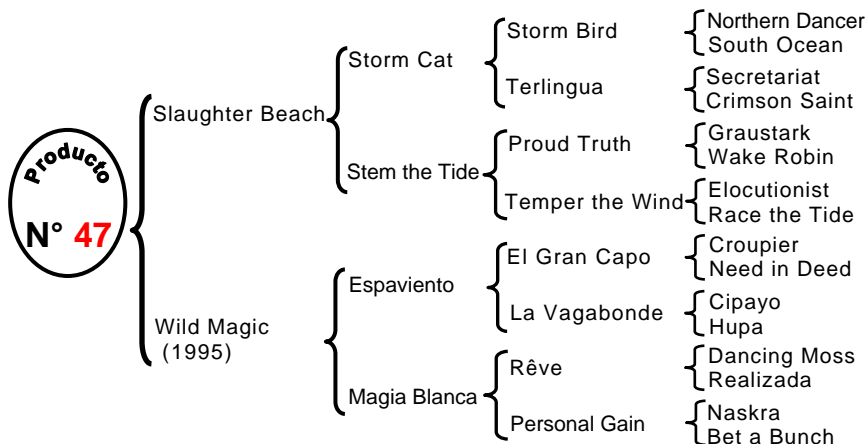 Producto
N° 47
Slaughter Beach
Wild Magic
(1995)
Storm Cat
Stem the Tide
Espaviento
Magia Blanca
Storm Bird
Terlingua
Proud Truth
Temper the Wind
El Gran Capo
La Vagabonde
Rêve
Personal Gain
Northern Dancer
South Ocean
Secretariat
Crimson Saint
Graustark
Wake Robin
Elocutionist
Race the Tide
Croupier
Need in Deed
Cipayo
Hupa
Dancing Moss
Realizada
Naskra
Bet a Bunch